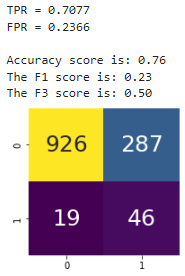 TPR = 0.7077
FPR = 0.2366
Accuracy score is: 0.76
The F1 score is: 0.23
The F3 score is: 0.50
0 926 287
1 19 46
0 1